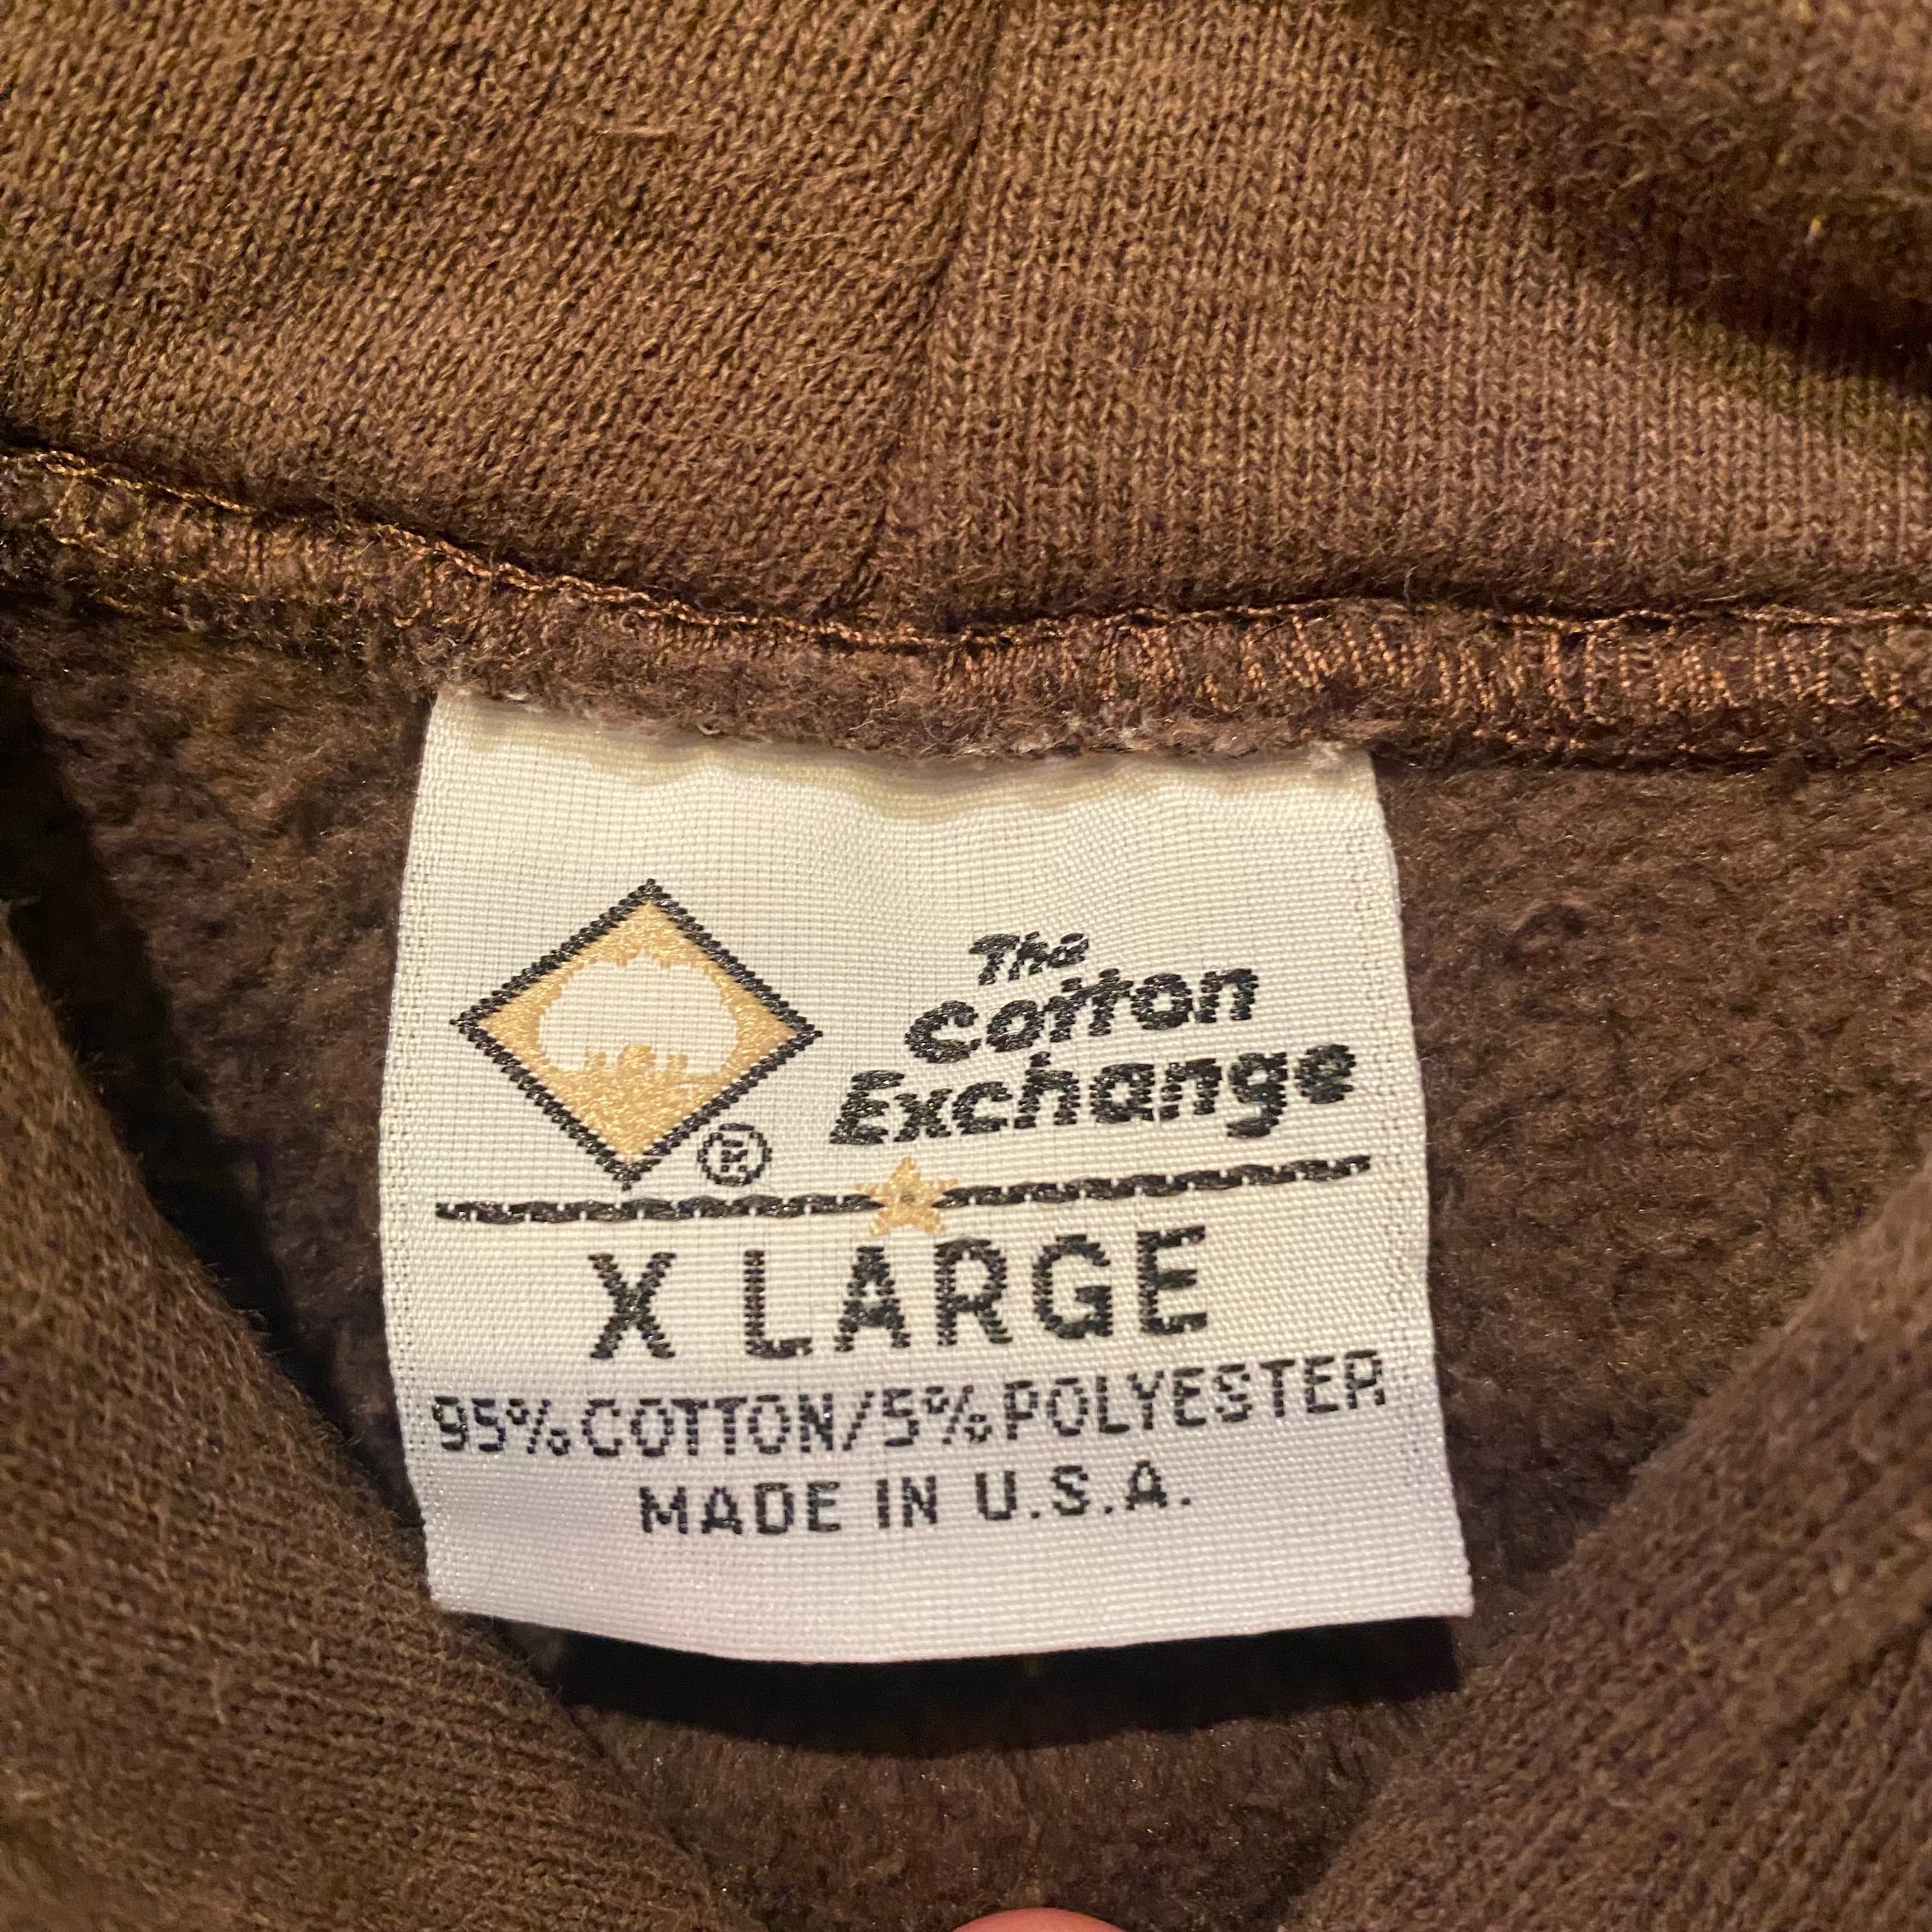 The
Cotton
Exchange
®
X LARGE
95% COTTON/5% POLYESTER
MADE IN U.S.A.